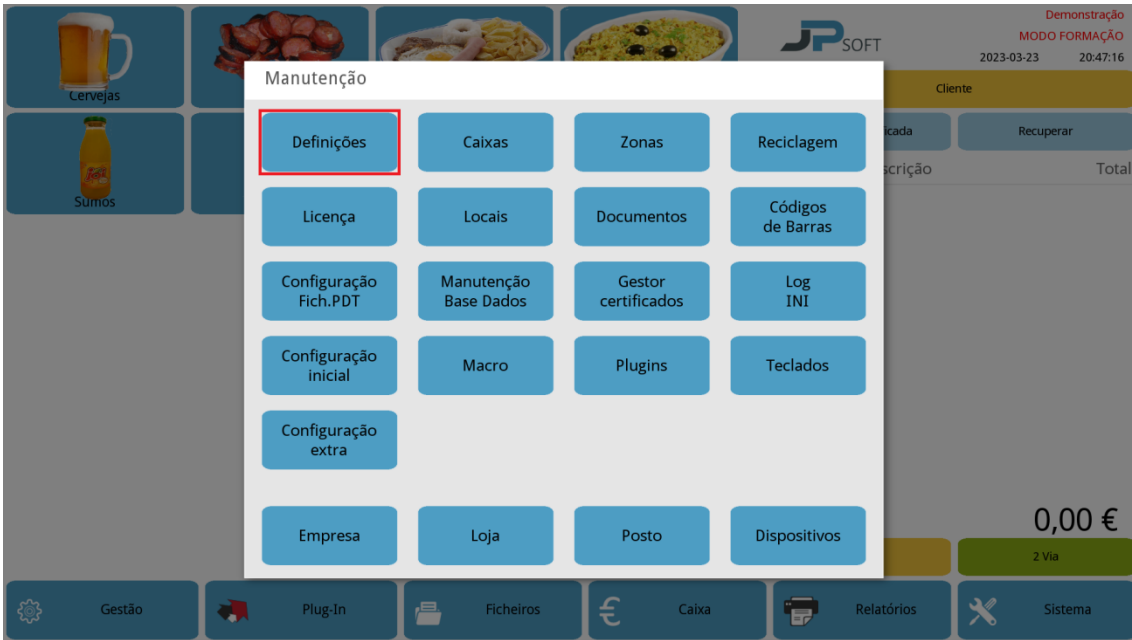 JPSOFT
Demonstração
MODO FORMAÇÃO
2023-03-23 20:47:16
Cervejas
Cliente
Sumos
icada
Recuperar
scrição
Total
Manutenção
Definições
Caixas
Zonas
Reciclagem
Licença
Locais
Documentos
Códigos
de Barras
Configuração
Fich.PDT
Manutenção
Base Dados
Gestor
certificados
Log
INI
Configuração
inicial
Macro
Plugins
Teclados
Configuração
extra
Empresa
Loja
Posto
Dispositivos
0,00 €
2 Via
Gestão
Plug-In
Ficheiros
€
Caixa
Relatórios
Sistema